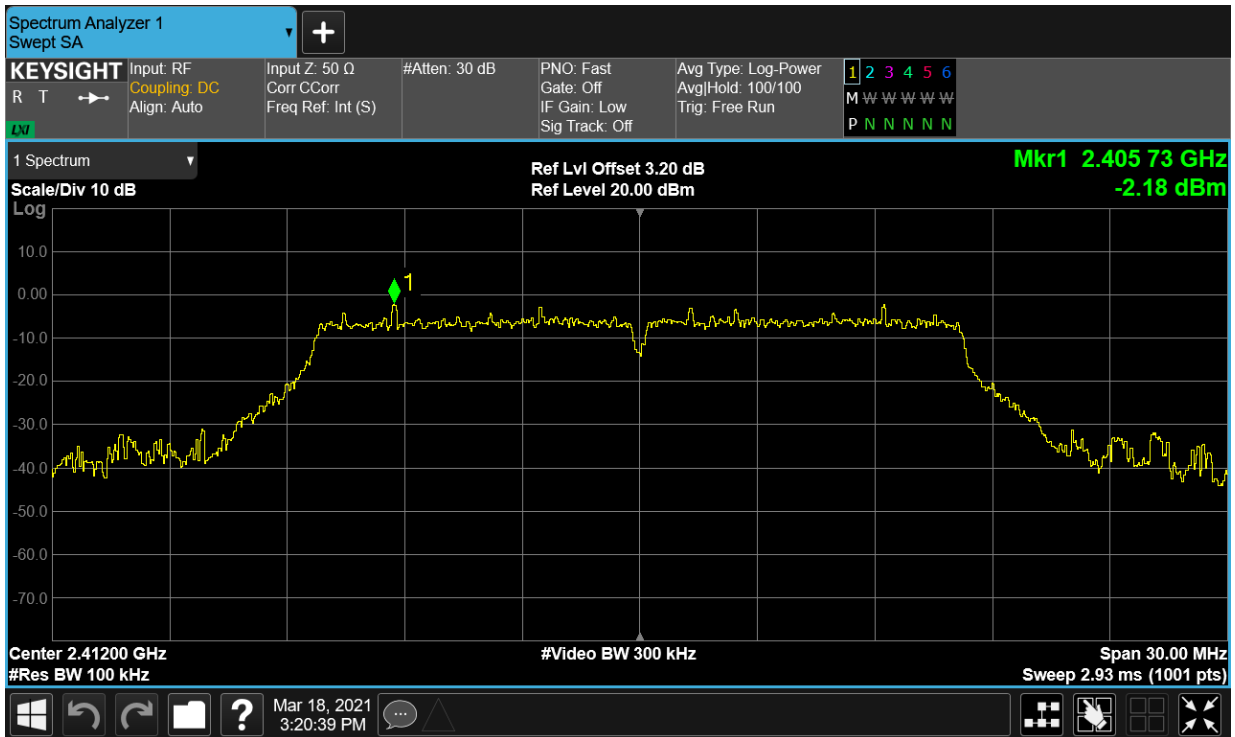 Spectrum Analyzer 1
Swept SA
+
KEYSIGHT
R T
LXI
Input: RF
Coupling: DC
Align: Auto
Input Z: 50 Ω
Corr CCorr
Freq Ref: Int (S)
#Atten: 30 dB
PNO: Fast
Gate: Off
IF Gain: Low
Sig Track: Off
Avg Type: Log-Power
Avg|Hold: 100/100
Trig: Free Run
1 2 3 4 5 6
M W W W W W
P N N N N N N
1 Spectrum
Scale/Div 10 dB
Log
Ref Lvl Offset 3.20 dB
Ref Level 20.00 dBm
Mkr1 2.405 73 GHz
-2.18 dBm
1
10.0
0.00
-10.0
-20.0
-30.0
-40.0
-50.0
-60.0
-70.0
Center 2.41200 GHz
#Res BW 100 kHz
#Video BW 300 kHz
Span 30.00 MHz
Sweep 2.93 ms (1001 pts)
?
Mar 18, 2021
3:20:39 PM